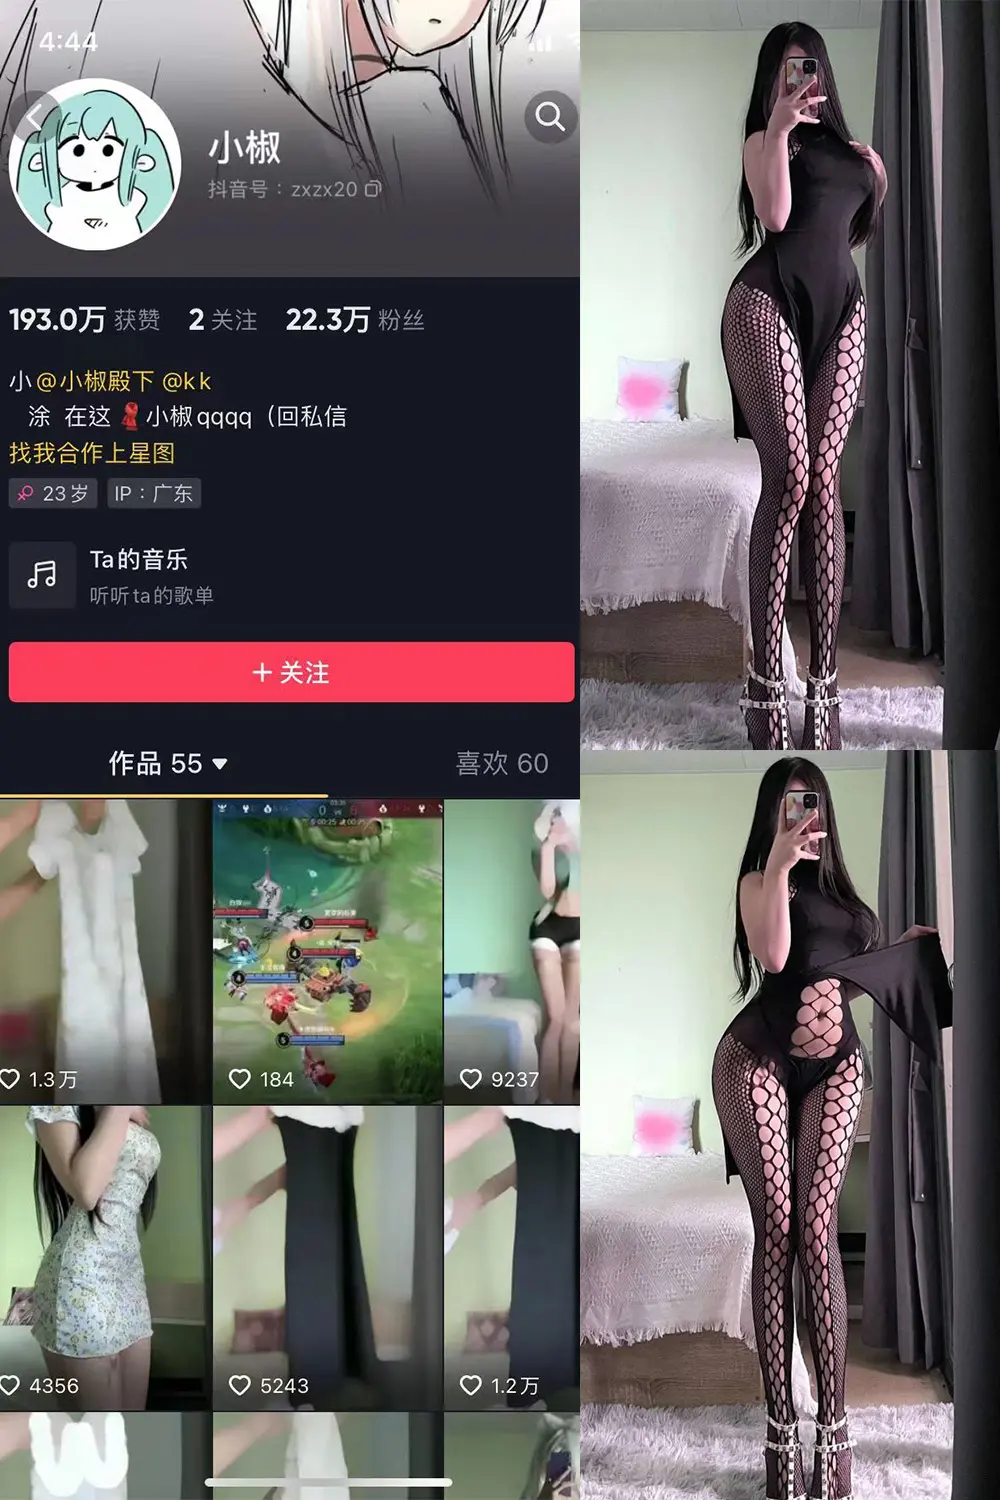 4:44
小椒
抖音号：zxzx20
193.0万 获赞 2 关注 22.3万 粉丝
小@小椒殿下 @kk
涂 在这 小椒qqqq（回私信
找我合作上星图
23岁 IP：广东
Ta的音乐
听听ta的歌单
+ 关注
作品 55 喜欢 60
1.3万 184 9237
4356 5243 1.2万